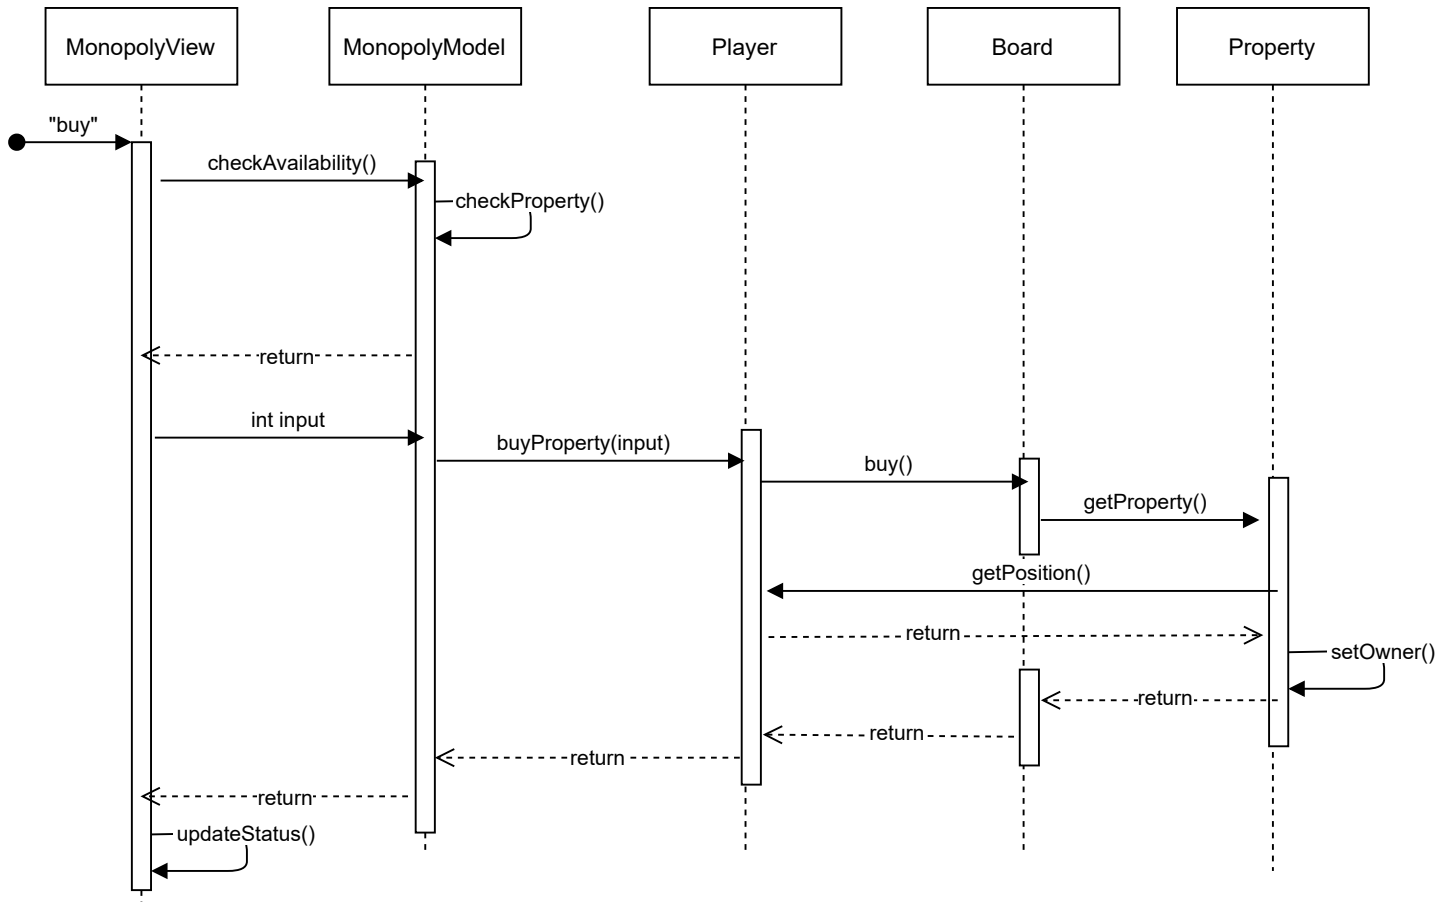 MonopolyView
MonopolyModel
Player
Board
Property
"buy"
checkAvailability()
checkProperty()
return
int input
buyProperty(input)
buy()
getProperty()
getPosition()
return
setOwner()
return
return
return
return
updateStatus()